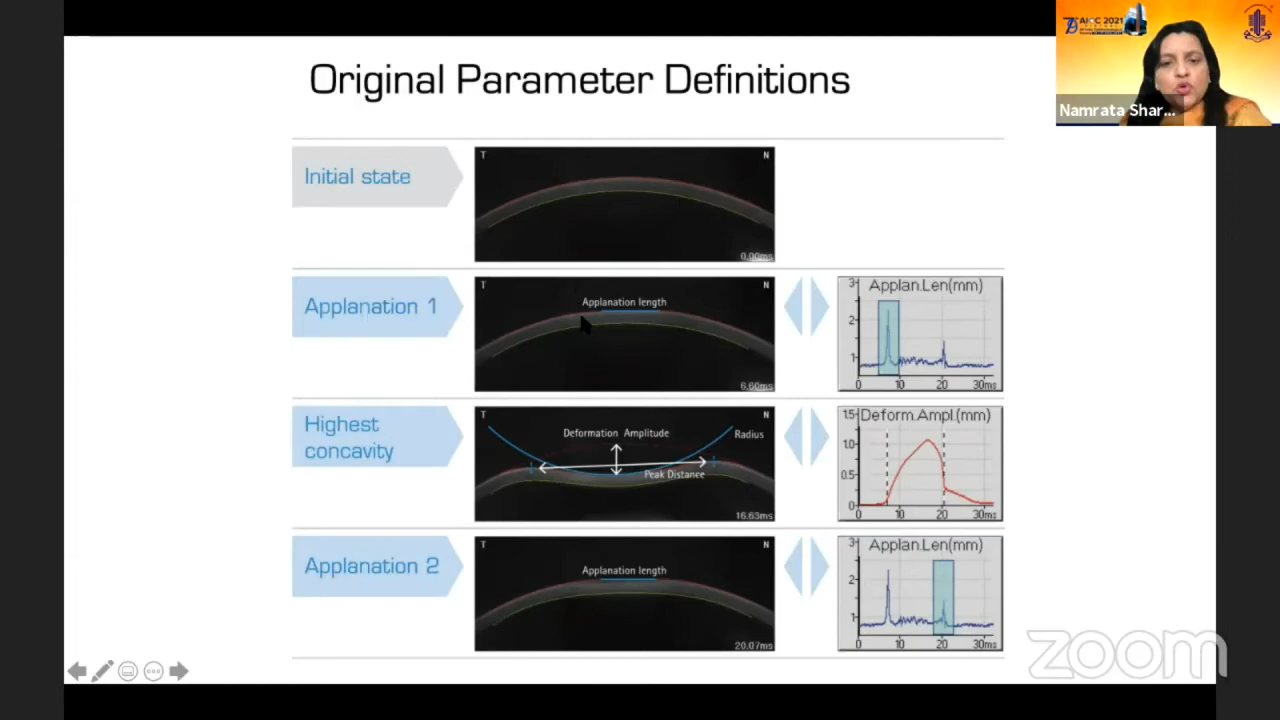 Original Parameter Definitions
AIOC 2021
Namrata Shar...
Initial state
T
N
0.00ms
Applanation 1
T
N
Applanation length
6.60ms
Applan.Len(mm)
3
2
1
0
10
20
30ms
Highest
concavity
T
N
Deformation Amplitude
Radius
Peak Distance
16.63ms
Deform.Ampl.(mm)
1.5
1.0
0.5
0
0
10
20
30ms
Applanation 2
T
N
Applanation length
20.07ms
Applan.Len(mm)
3
2
1
0
10
20
30ms
zoom